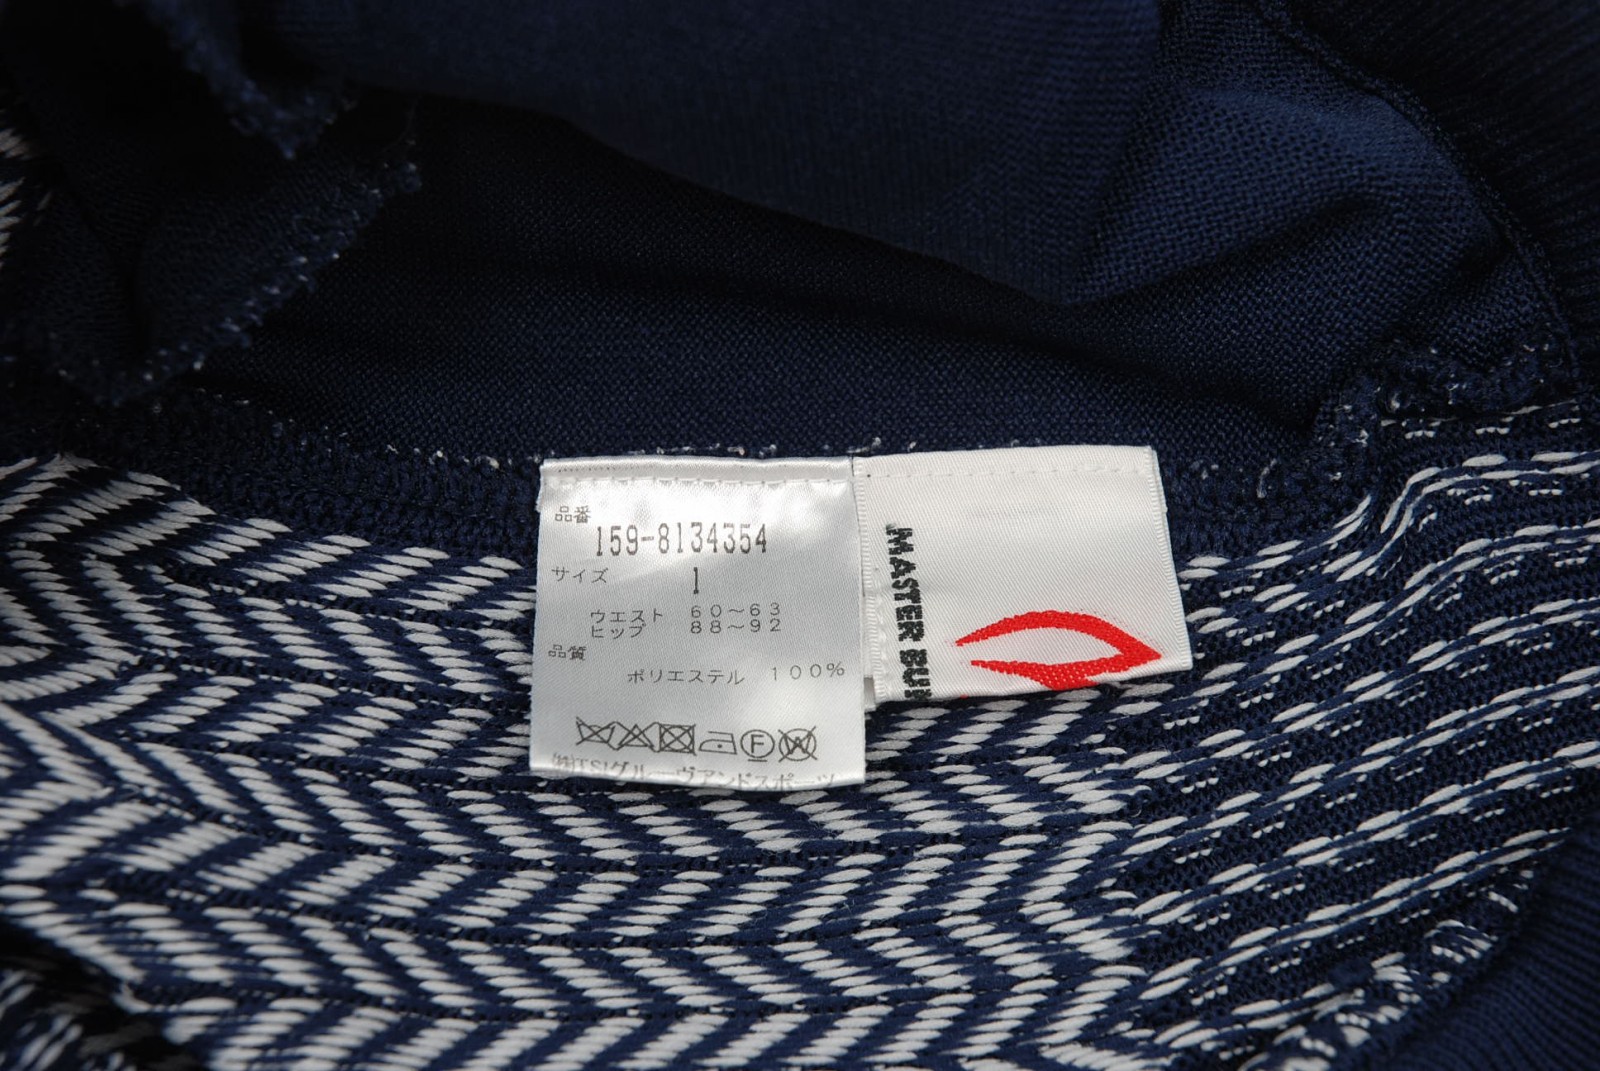 品番
159-8134354
サイズ 1
ウエスト 60〜63
ヒップ 88〜92
品質
ポリエステル 100%
F W
(株)TSIグルーヴアンドスポーツ
MASTER